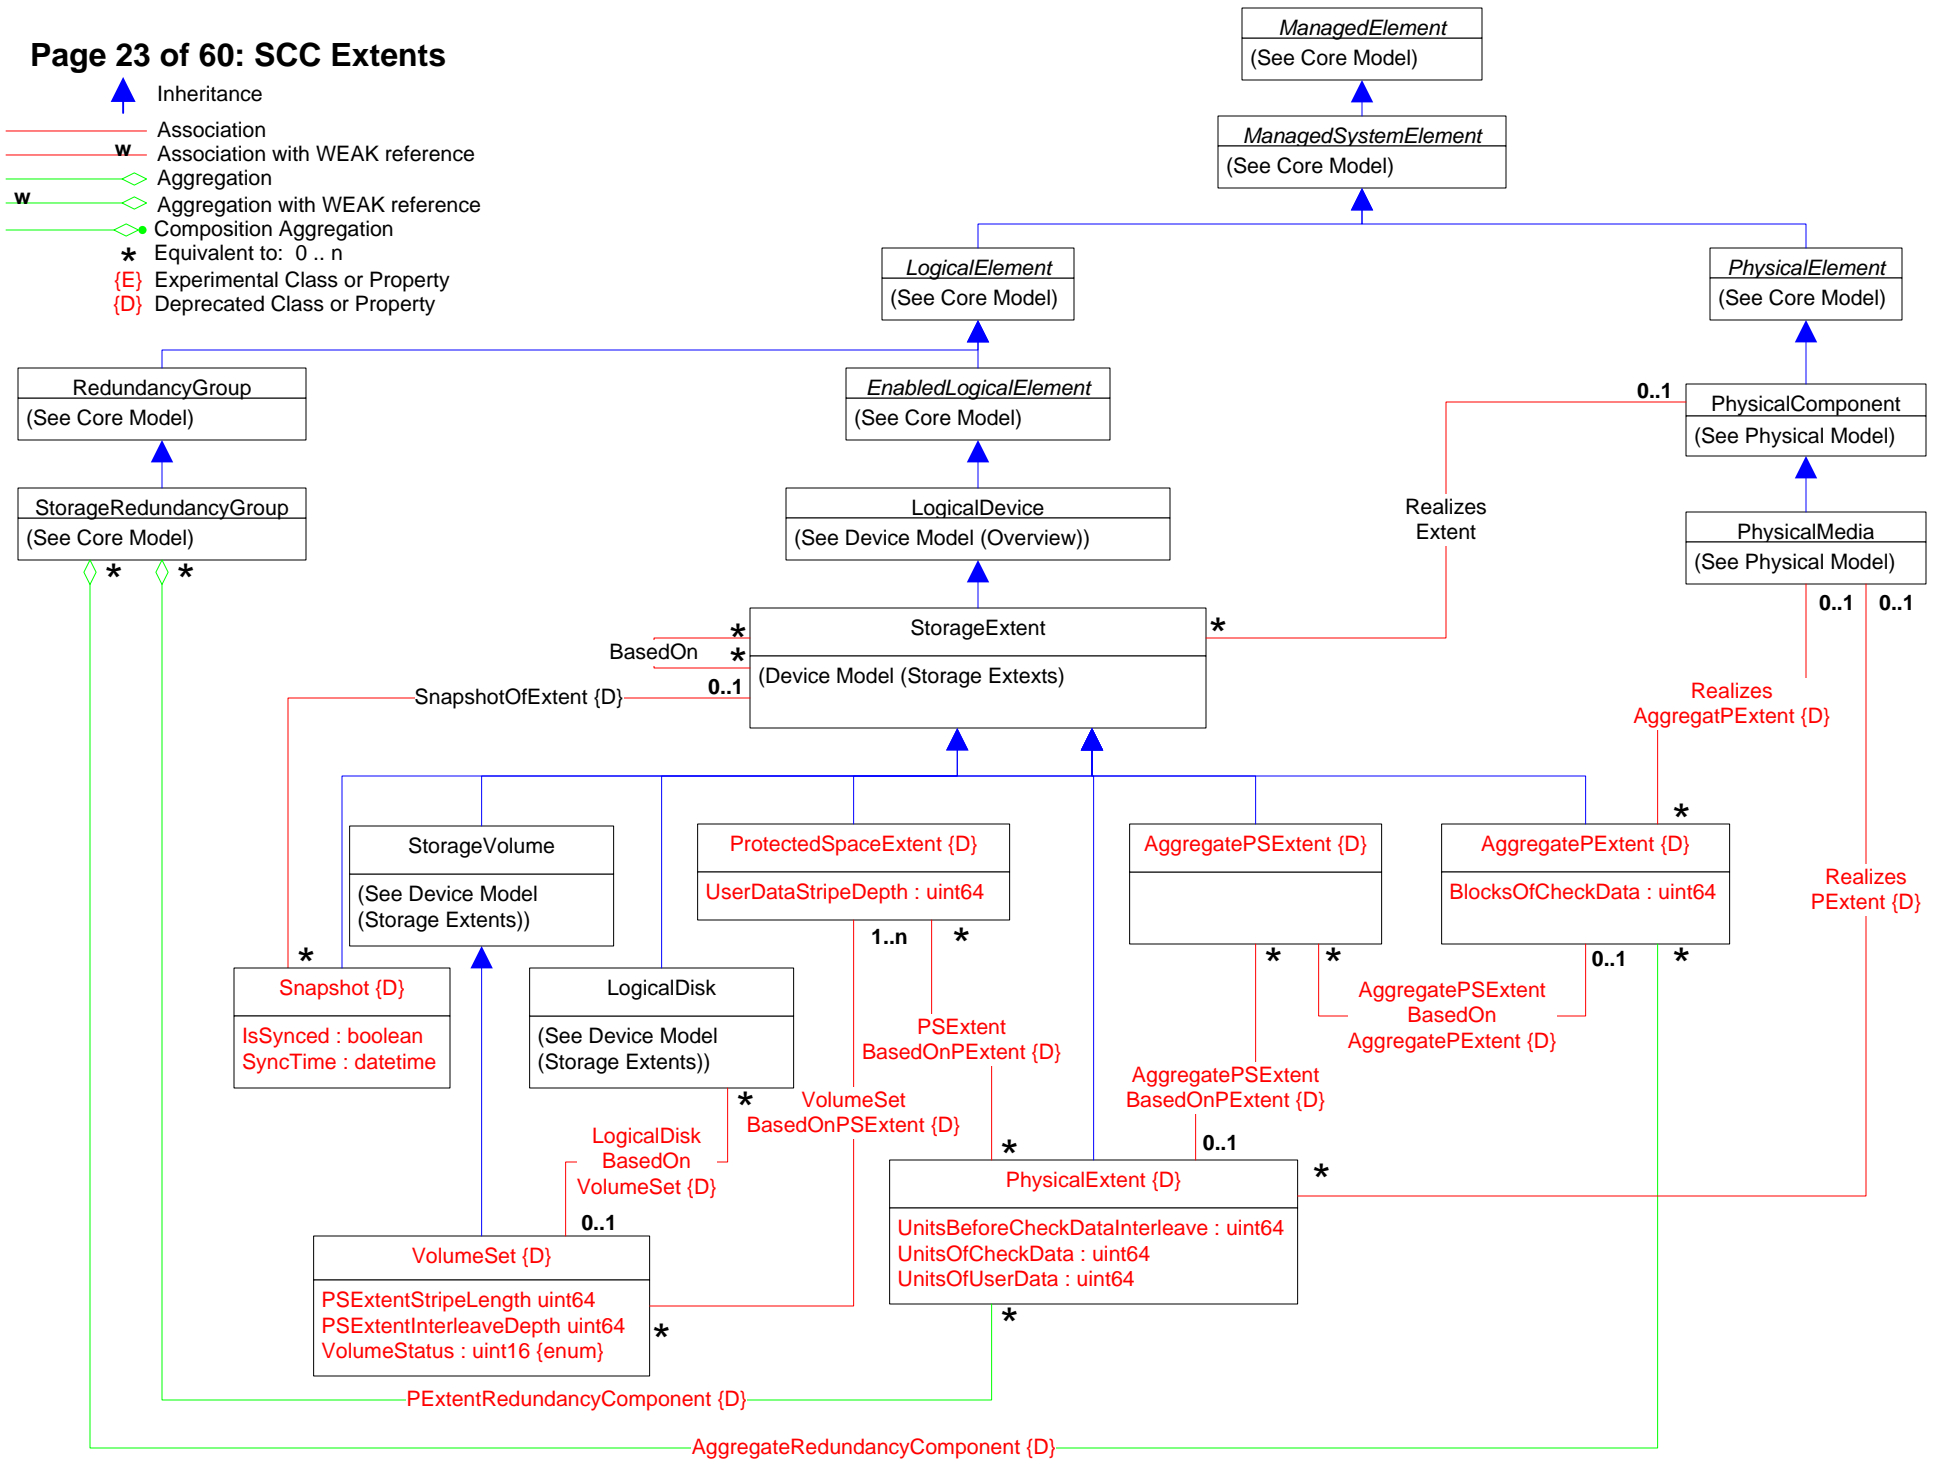 Page 23 of 60: SCC Extents
Inheritance
Association
w
Association with WEAK reference
Aggregation
w
Aggregation with WEAK reference
Composition Aggregation
* Equivalent to: 0 .. n
{E} Experimental Class or Property
{D} Deprecated Class or Property
ManagedElement
(See Core Model)
ManagedSystemElement
(See Core Model)
LogicalElement
(See Core Model)
PhysicalElement
(See Core Model)
RedundancyGroup
(See Core Model)
EnabledLogicalElement
(See Core Model)
0..1
PhysicalComponent
(See Physical Model)
StorageRedundancyGroup
(See Core Model)
* *
LogicalDevice
(See Device Model (Overview))
Realizes
Extent
PhysicalMedia
(See Physical Model)
0..1 0..1
StorageExtent
(Device Model (Storage Extexts)
*
*
BasedOn
*
0..1
SnapshotOfExtent {D}
Realizes
AggregatPExtent {D}
*
StorageVolume
(See Device Model
(Storage Extents))
ProtectedSpaceExtent {D}
UserDataStripeDepth : uint64
1..n *
AggregatePSExtent {D}
* *
AggregatePExtent {D}
BlocksOfCheckData : uint64
0..1 *
Realizes
PExtent {D}
*
Snapshot {D}
IsSynced : boolean
SyncTime : datetime
LogicalDisk
(See Device Model
(Storage Extents))
*
PSExtent
BasedOnPExtent {D}
AggregatePSExtent
BasedOn
AggregatePExtent {D}
VolumeSet
BasedOnPSExtent {D}
AggregatePSExtent
BasedOnPExtent {D}
LogicalDisk
BasedOn
VolumeSet {D}
0..1
* 0..1
*
PhysicalExtent {D}
UnitsBeforeCheckDataInterleave : uint64
UnitsOfCheckData : uint64
UnitsOfUserData : uint64
*
VolumeSet {D}
PSExtentStripeLength uint64
PSExtentInterleaveDepth uint64
VolumeStatus : uint16 {enum}
*
PExtentRedundancyComponent {D}
AggregateRedundancyComponent {D}